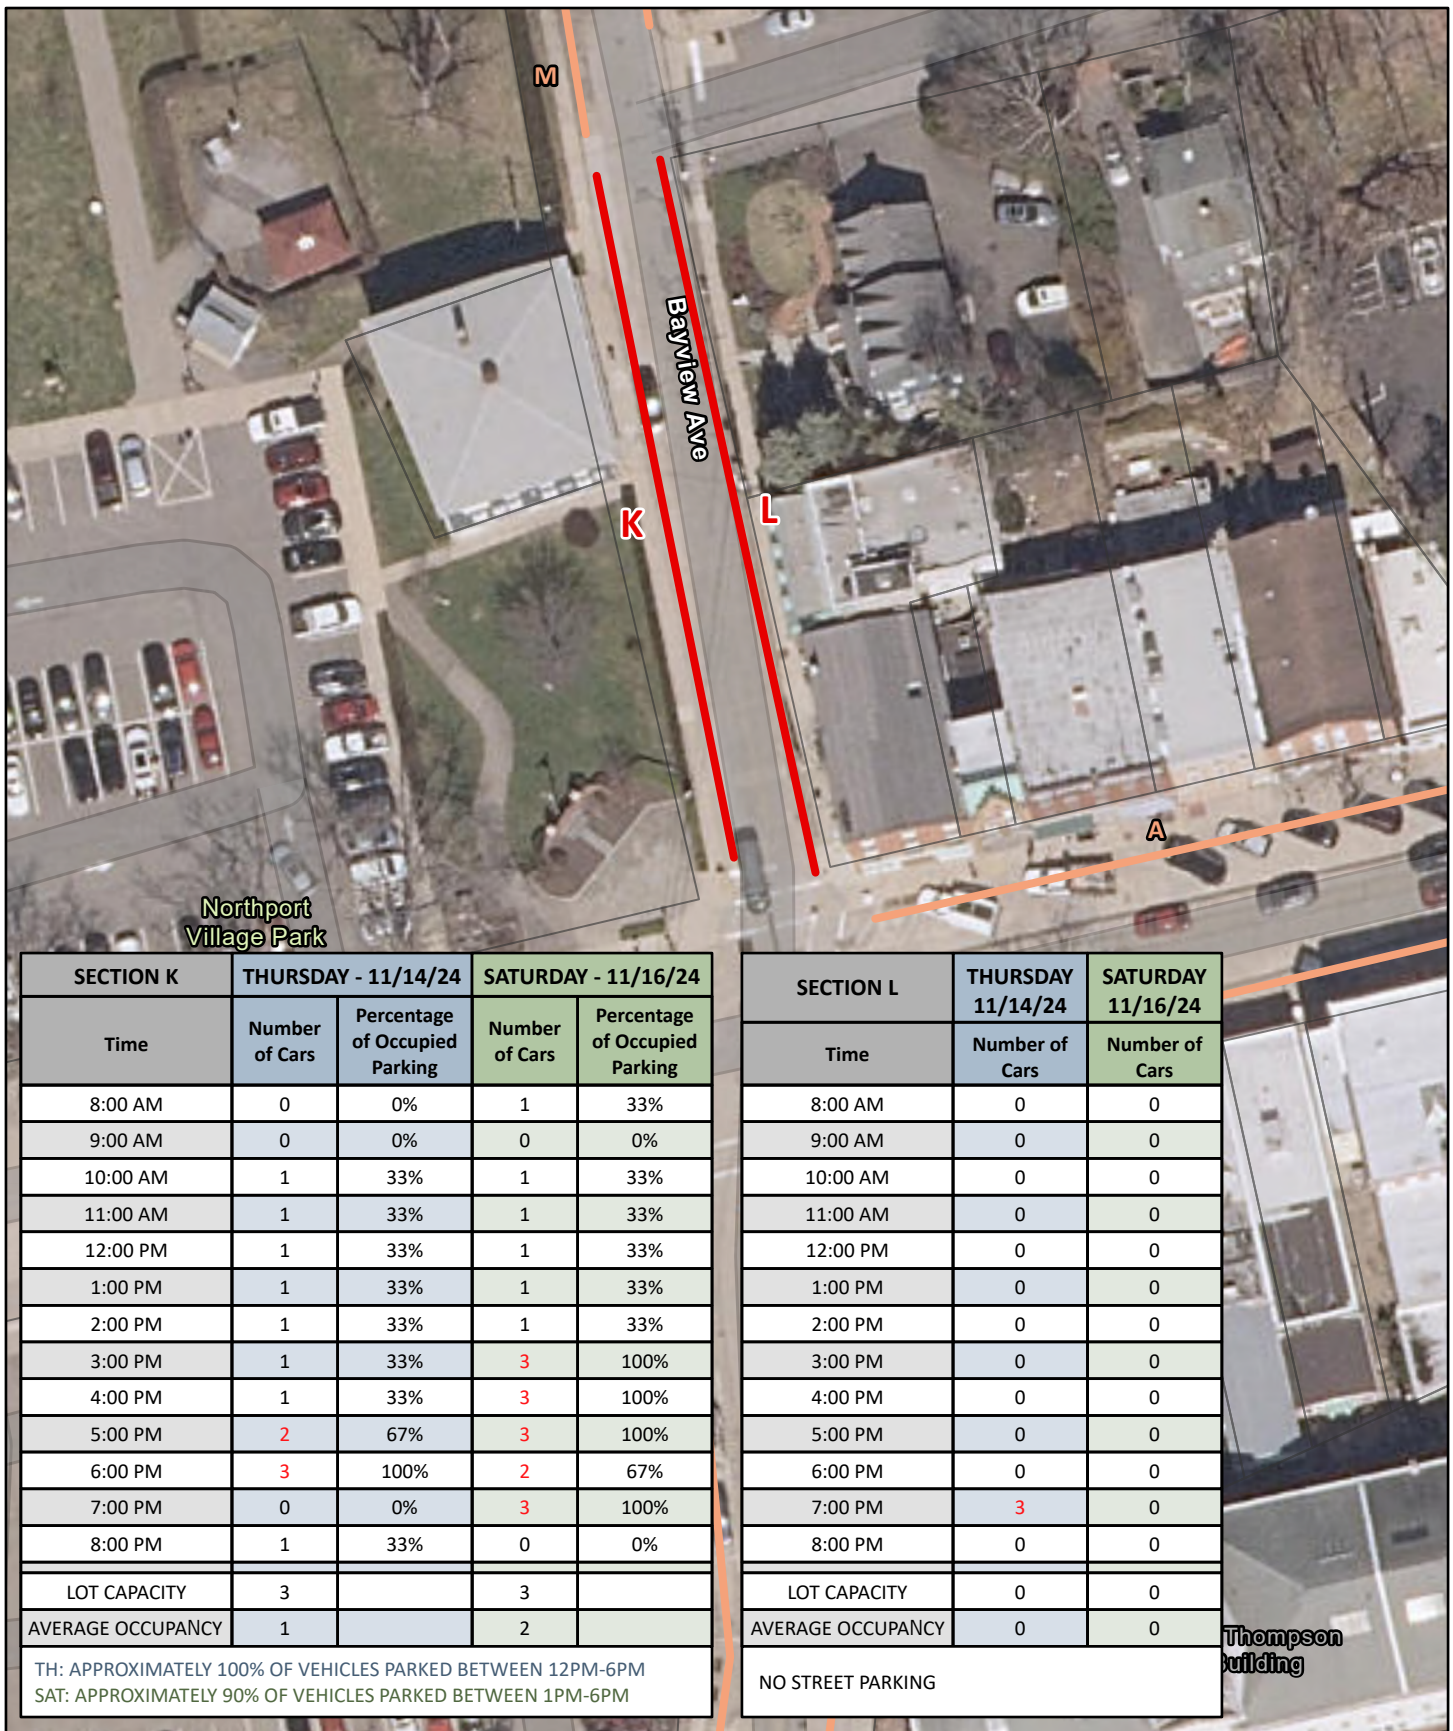 M
Bayview Ave
K
L
A
Northport
Village Park
SECTION K THURSDAY - 11/14/24 SATURDAY - 11/16/24
Time Number of Cars Percentage of Occupied Parking Number of Cars Percentage of Occupied Parking
8:00 AM 0 0% 1 33%
9:00 AM 0 0% 0 0%
10:00 AM 1 33% 1 33%
11:00 AM 1 33% 1 33%
12:00 PM 1 33% 1 33%
1:00 PM 1 33% 1 33%
2:00 PM 1 33% 1 33%
3:00 PM 1 33% 3 100%
4:00 PM 1 33% 3 100%
5:00 PM 2 67% 3 100%
6:00 PM 3 100% 2 67%
7:00 PM 0 0% 3 100%
8:00 PM 1 33% 0 0%
LOT CAPACITY 3 3
AVERAGE OCCUPANCY 1 2
TH: APPROXIMATELY 100% OF VEHICLES PARKED BETWEEN 12PM-6PM
SAT: APPROXIMATELY 90% OF VEHICLES PARKED BETWEEN 1PM-6PM
SECTION L THURSDAY 11/14/24 SATURDAY 11/16/24
Time Number of Cars Number of Cars
8:00 AM 0 0
9:00 AM 0 0
10:00 AM 0 0
11:00 AM 0 0
12:00 PM 0 0
1:00 PM 0 0
2:00 PM 0 0
3:00 PM 0 0
4:00 PM 0 0
5:00 PM 0 0
6:00 PM 0 0
7:00 PM 3 0
8:00 PM 0 0
LOT CAPACITY 0 0
AVERAGE OCCUPANCY 0 0
NO STREET PARKING
Thompson
uilding